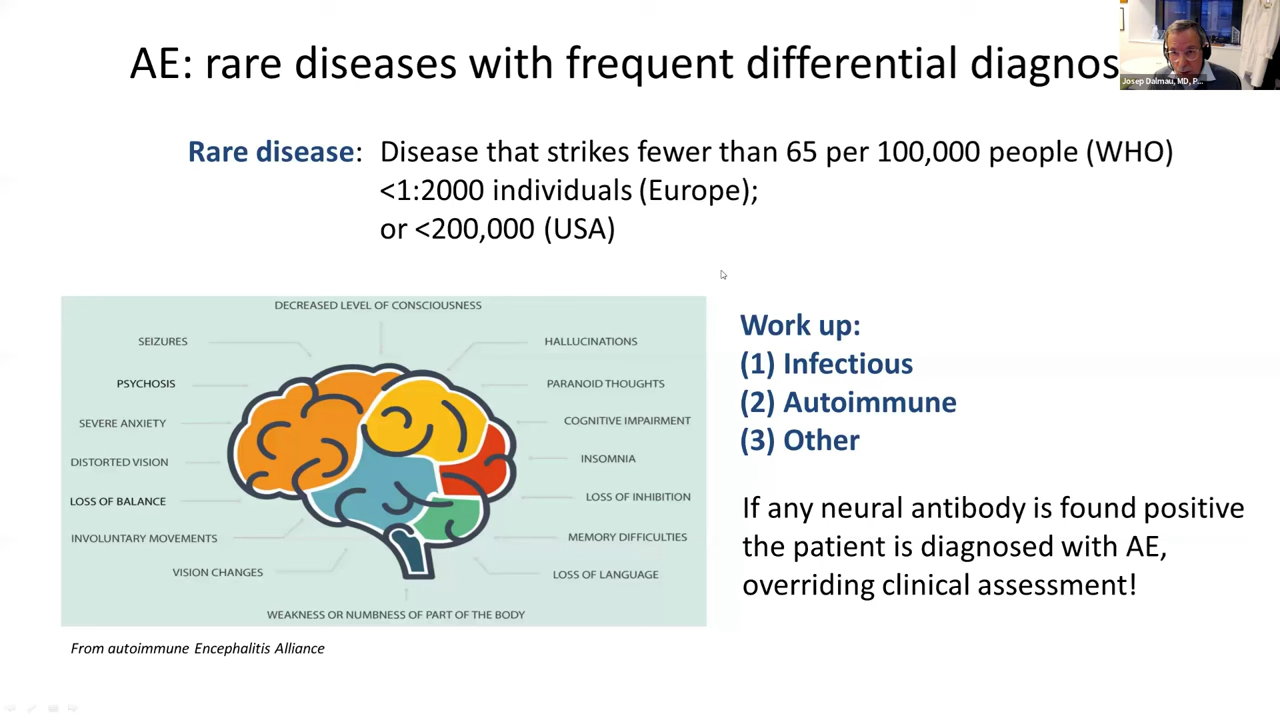 AE: rare diseases with frequent differential diagnos
Josep Dalmau, MD, P...
Rare disease: Disease that strikes fewer than 65 per 100,000 people (WHO)
<1:2000 individuals (Europe);
or <200,000 (USA)
DECREASED LEVEL OF CONSCIOUSNESS
SEIZURES
PSYCHOSIS
SEVERE ANXIETY
DISTORTED VISION
LOSS OF BALANCE
INVOLUNTARY MOVEMENTS
VISION CHANGES
HALLUCINATIONS
PARANOID THOUGHTS
COGNITIVE IMPAIRMENT
INSOMNIA
LOSS OF INHIBITION
MEMORY DIFFICULTIES
LOSS OF LANGUAGE
WEAKNESS OR NUMBNESS OF PART OF THE BODY
From autoimmune Encephalitis Alliance
Work up:
(1) Infectious
(2) Autoimmune
(3) Other
If any neural antibody is found positive
the patient is diagnosed with AE,
overriding clinical assessment!